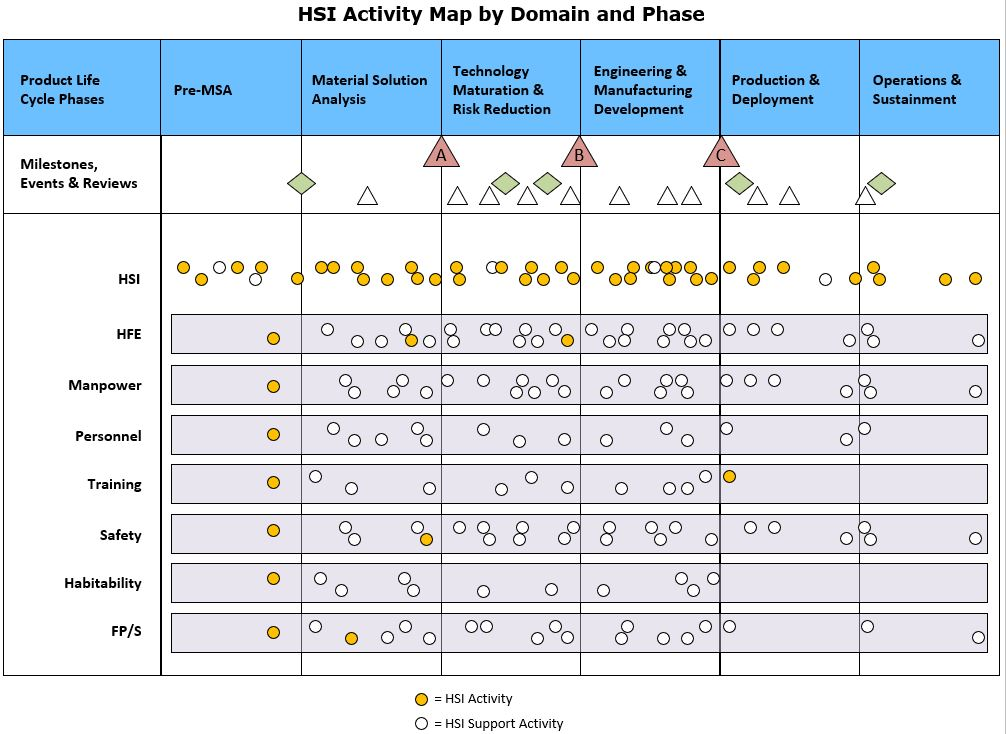 HSI Activity Map by Domain and Phase
Product Life
Cycle Phases
Pre-MSA
Material Solution
Analysis
Technology
Maturation &
Risk Reduction
Engineering &
Manufacturing
Development
Production &
Deployment
Operations &
Sustainment
Milestones,
Events & Reviews
A
B
C
HSI
HFE
Manpower
Personnel
Training
Safety
Habitability
FP/S
= HSI Activity
= HSI Support Activity